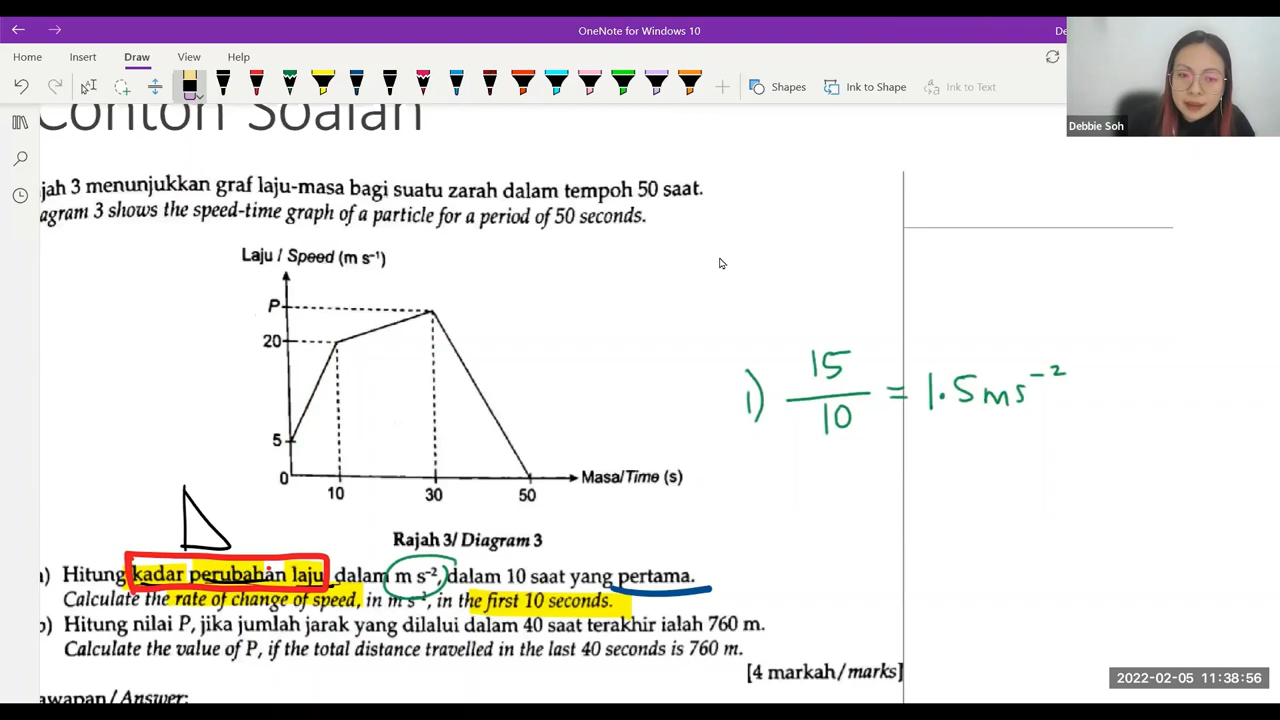 OneNote for Windows 10
De
Home Insert Draw View Help
Shapes Ink to Shape Ink to Text
Debbie Soh
Contoh Soalan
jah 3 menunjukkan graf laju-masa bagi suatu zarah dalam tempoh 50 saat.
agram 3 shows the speed-time graph of a particle for a period of 50 seconds.
Laju / Speed (m s⁻¹)
P
20
5
0
10 30 50
Masa/Time (s)
Rajah 3/ Diagram 3
1) 15/10 = 1.5 ms⁻²
) Hitung kadar perubahan laju dalam m s⁻², dalam 10 saat yang pertama.
Calculate the rate of change of speed, in m s⁻², in the first 10 seconds.
) Hitung nilai P, jika jumlah jarak yang dilalui dalam 40 saat terakhir ialah 760 m.
Calculate the value of P, if the total distance travelled in the last 40 seconds is 760 m.
[4 markah/marks]
awapan/Answer:
2022-02-05 11:38:56